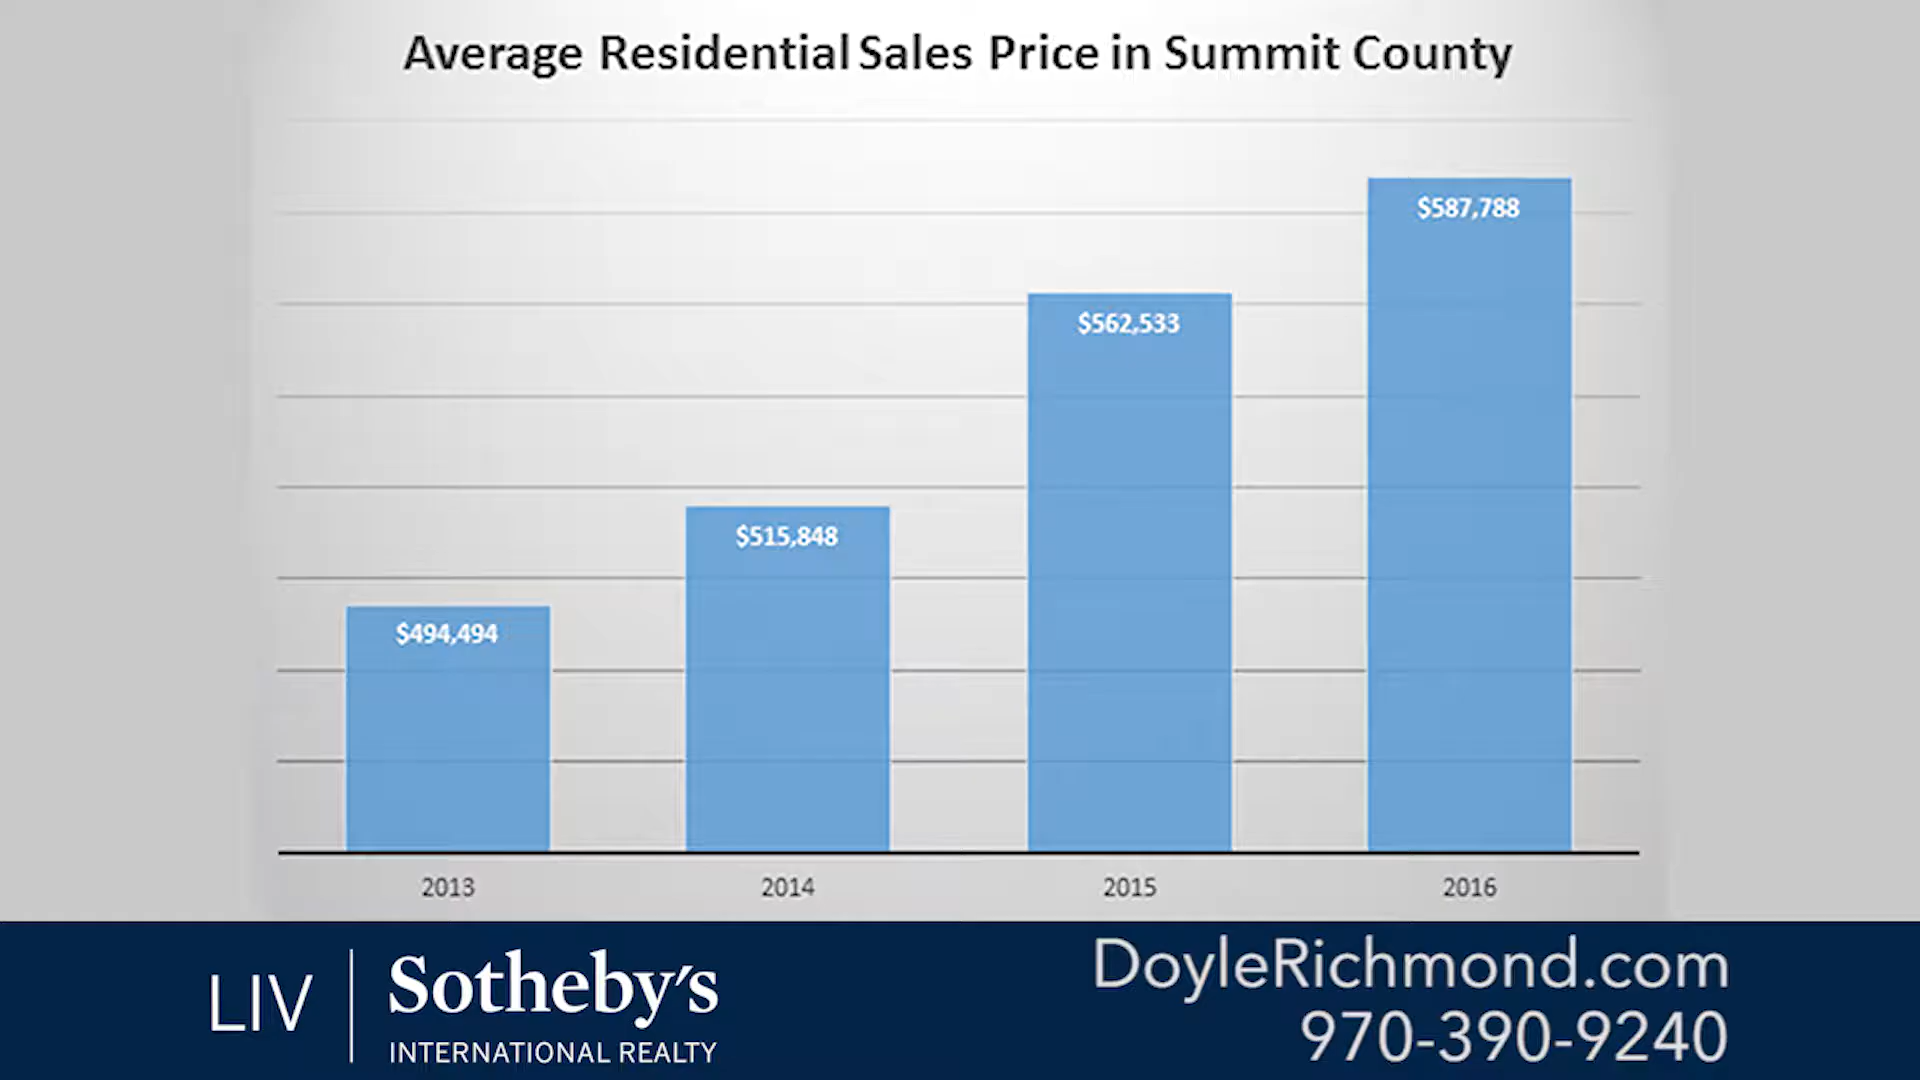 Average Residential Sales Price in Summit County
$587,788
$562,533
$515,848
$494,494
2013 2014 2015 2016
LIV
Sotheby's
INTERNATIONAL REALTY
DoyleRichmond.com
970-390-9240